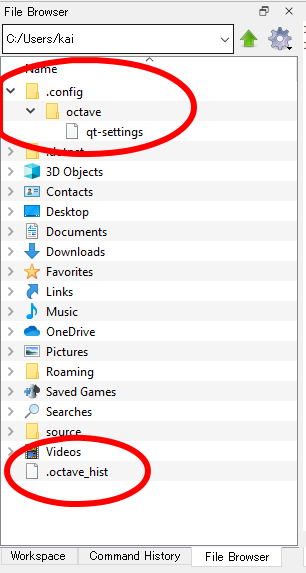 File Browser
C:/Users/kai
Name
.config
octave
qt-settings
.dotnet
3D Objects
Contacts
Desktop
Documents
Downloads
Favorites
Links
Music
OneDrive
Pictures
Roaming
Saved Games
Searches
source
Videos
.octave_hist
Workspace
Command History
File Browser